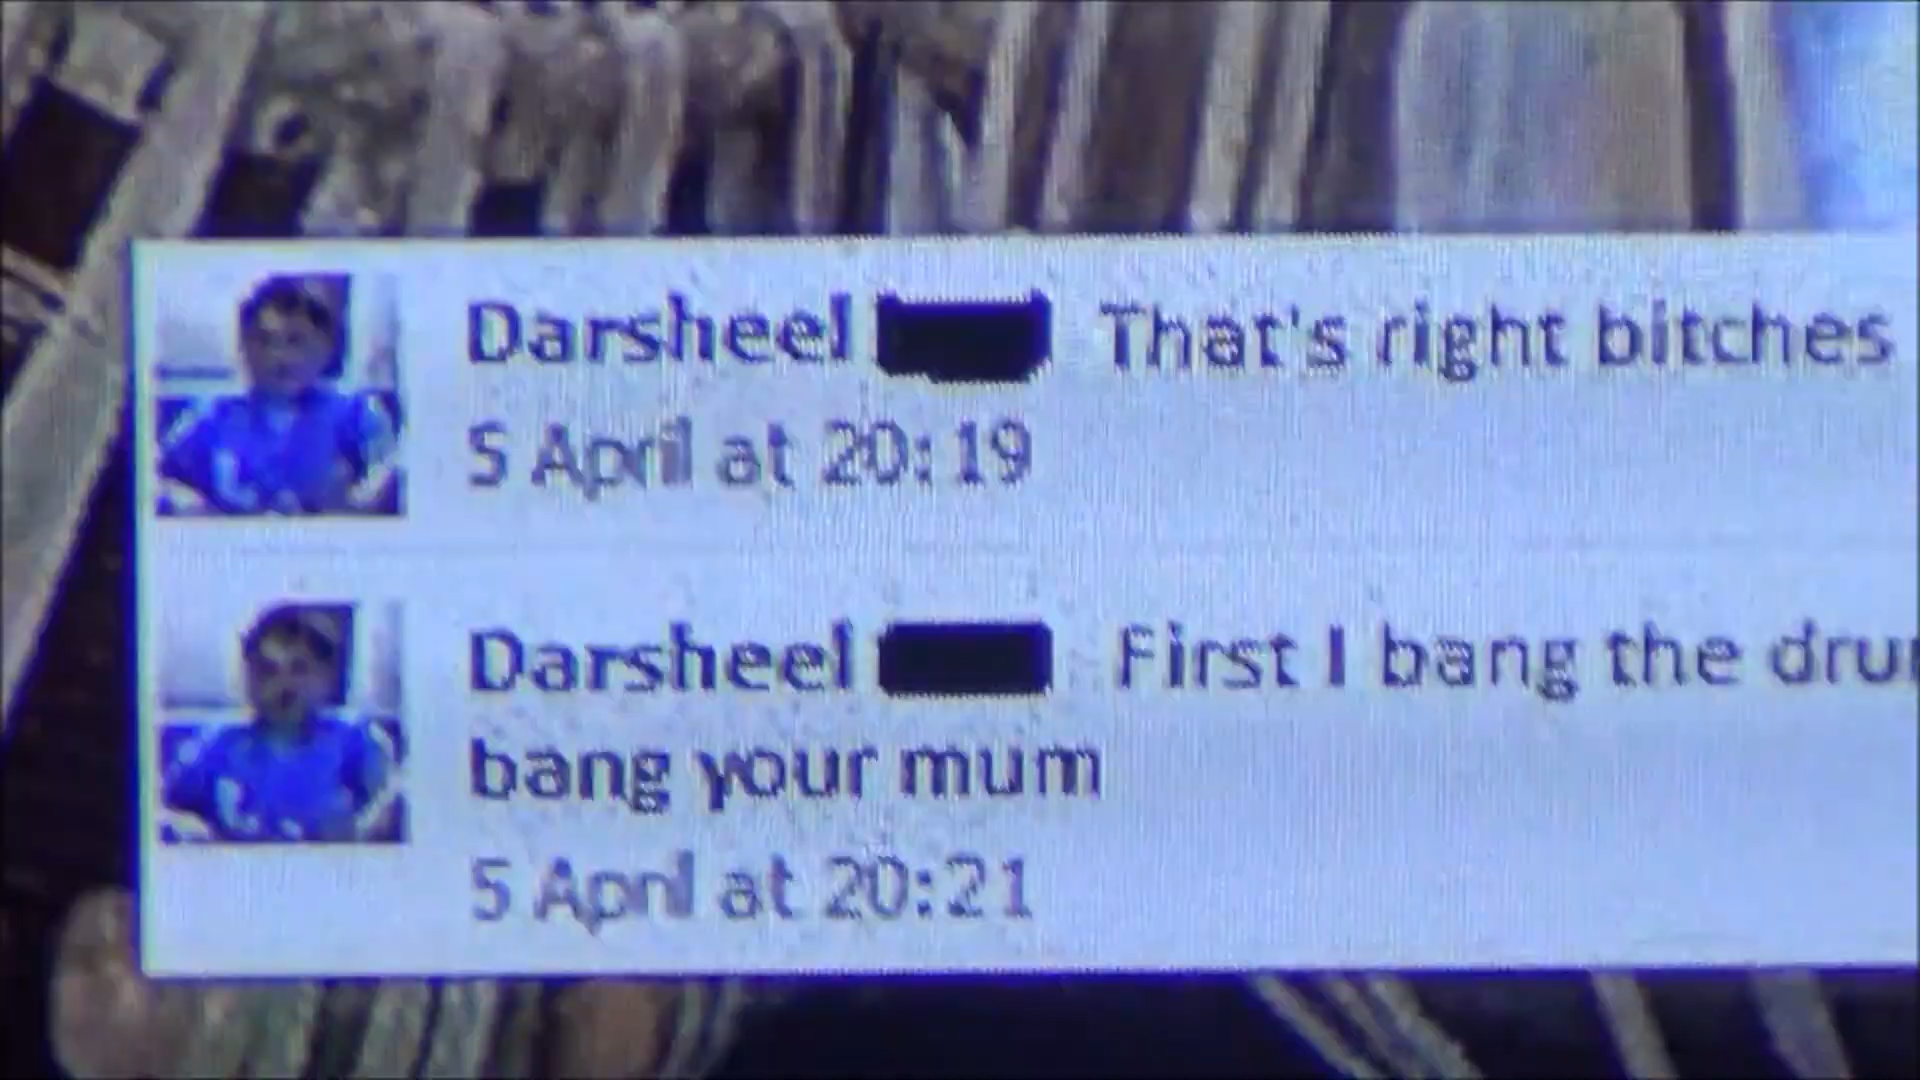 Darsheel That's right bitches
5 April at 20:19
Darsheel First I bang the
bang your mum
5 April at 20:21